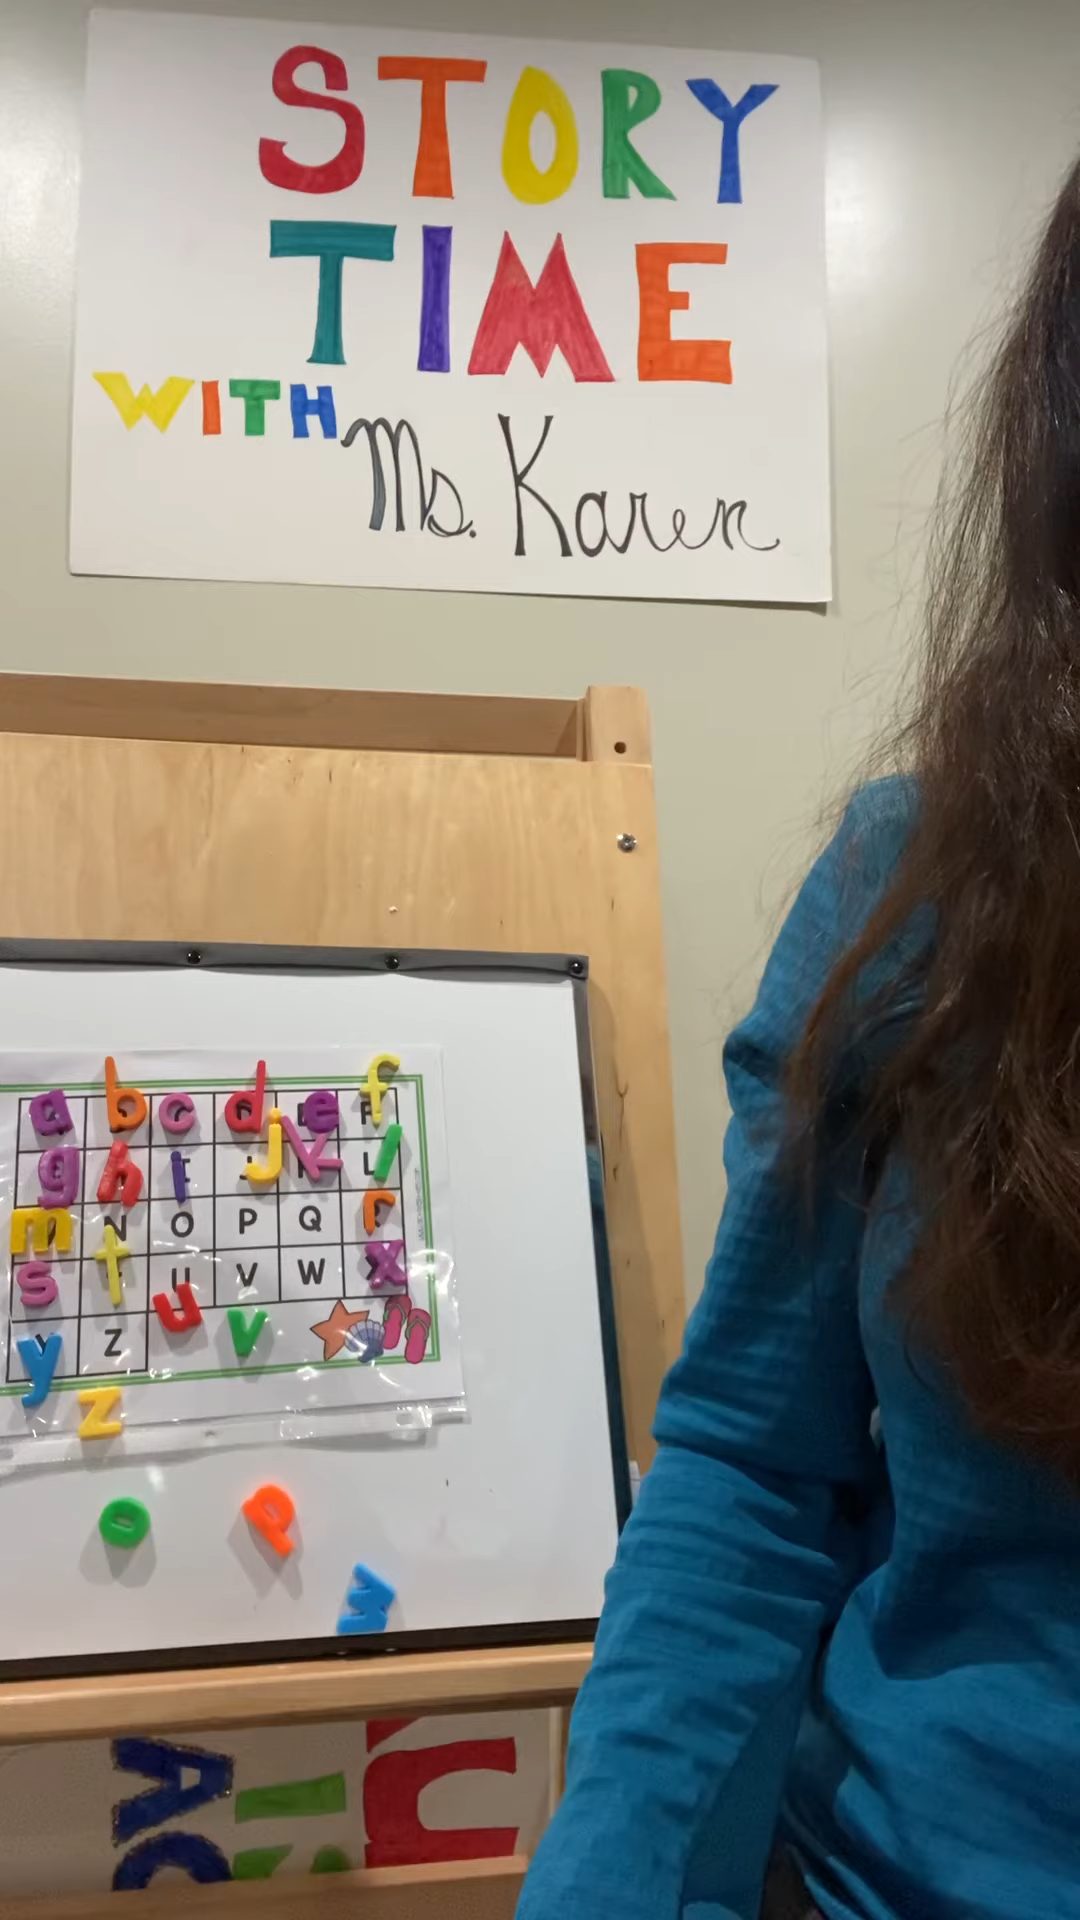 STORY
TIME
WITH Ms. Karen
a b c d e f
g h i j k L l
m N O P Q r
s t U V W x
y Z u v
z
o p w